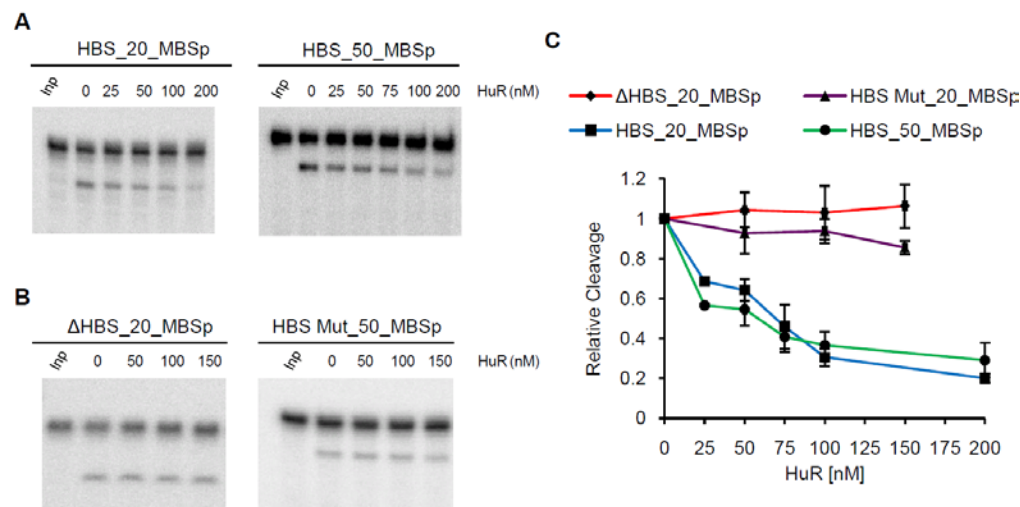 A
HBS_20_MBSp
Inp 0 25 50 100 200
HBS_50_MBSp
Inp 0 25 50 75 100 200
HuR (nM)
B
ΔHBS_20_MBSp
Inp 0 50 100 150
HBS Mut_50_MBSp
Inp 0 50 100 150
HuR (nM)
C
ΔHBS_20_MBSp
HBS Mut_20_MBSp
HBS_20_MBSp
HBS_50_MBSp
Relative Cleavage
1.2
1
0.8
0.6
0.4
0.2
0
0 25 50 75 100 125 150 175 200
HuR [nM]